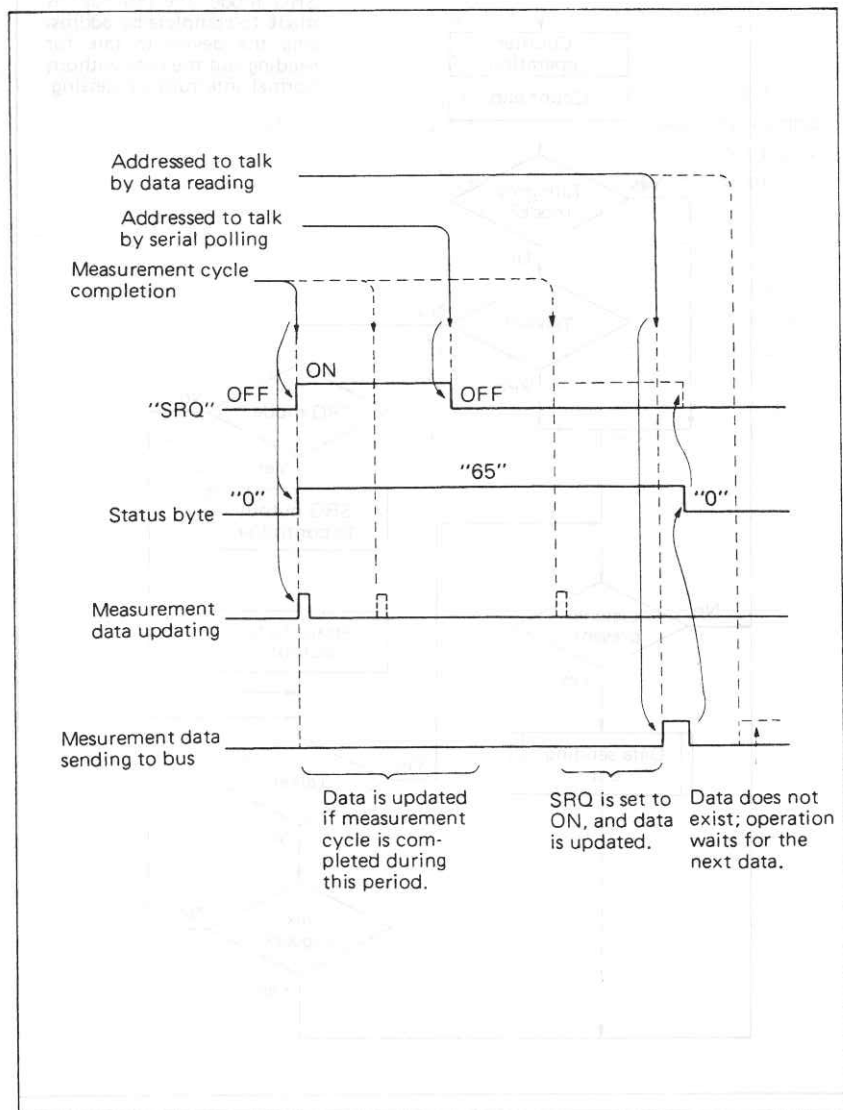 Addressed to talk
by data reading
Addressed to talk
by serial polling
Measurement cycle
completion
ON
OFF
OFF
"SRQ"
"65"
"0"
"0"
Status byte
Measurement
data updating
Mesurement data
sending to bus
Data is updated
if measurement
cycle is com-
pleted during
this period.
SRQ is set to
ON, and data
is updated.
Data does not
exist; operation
waits for the
next data.